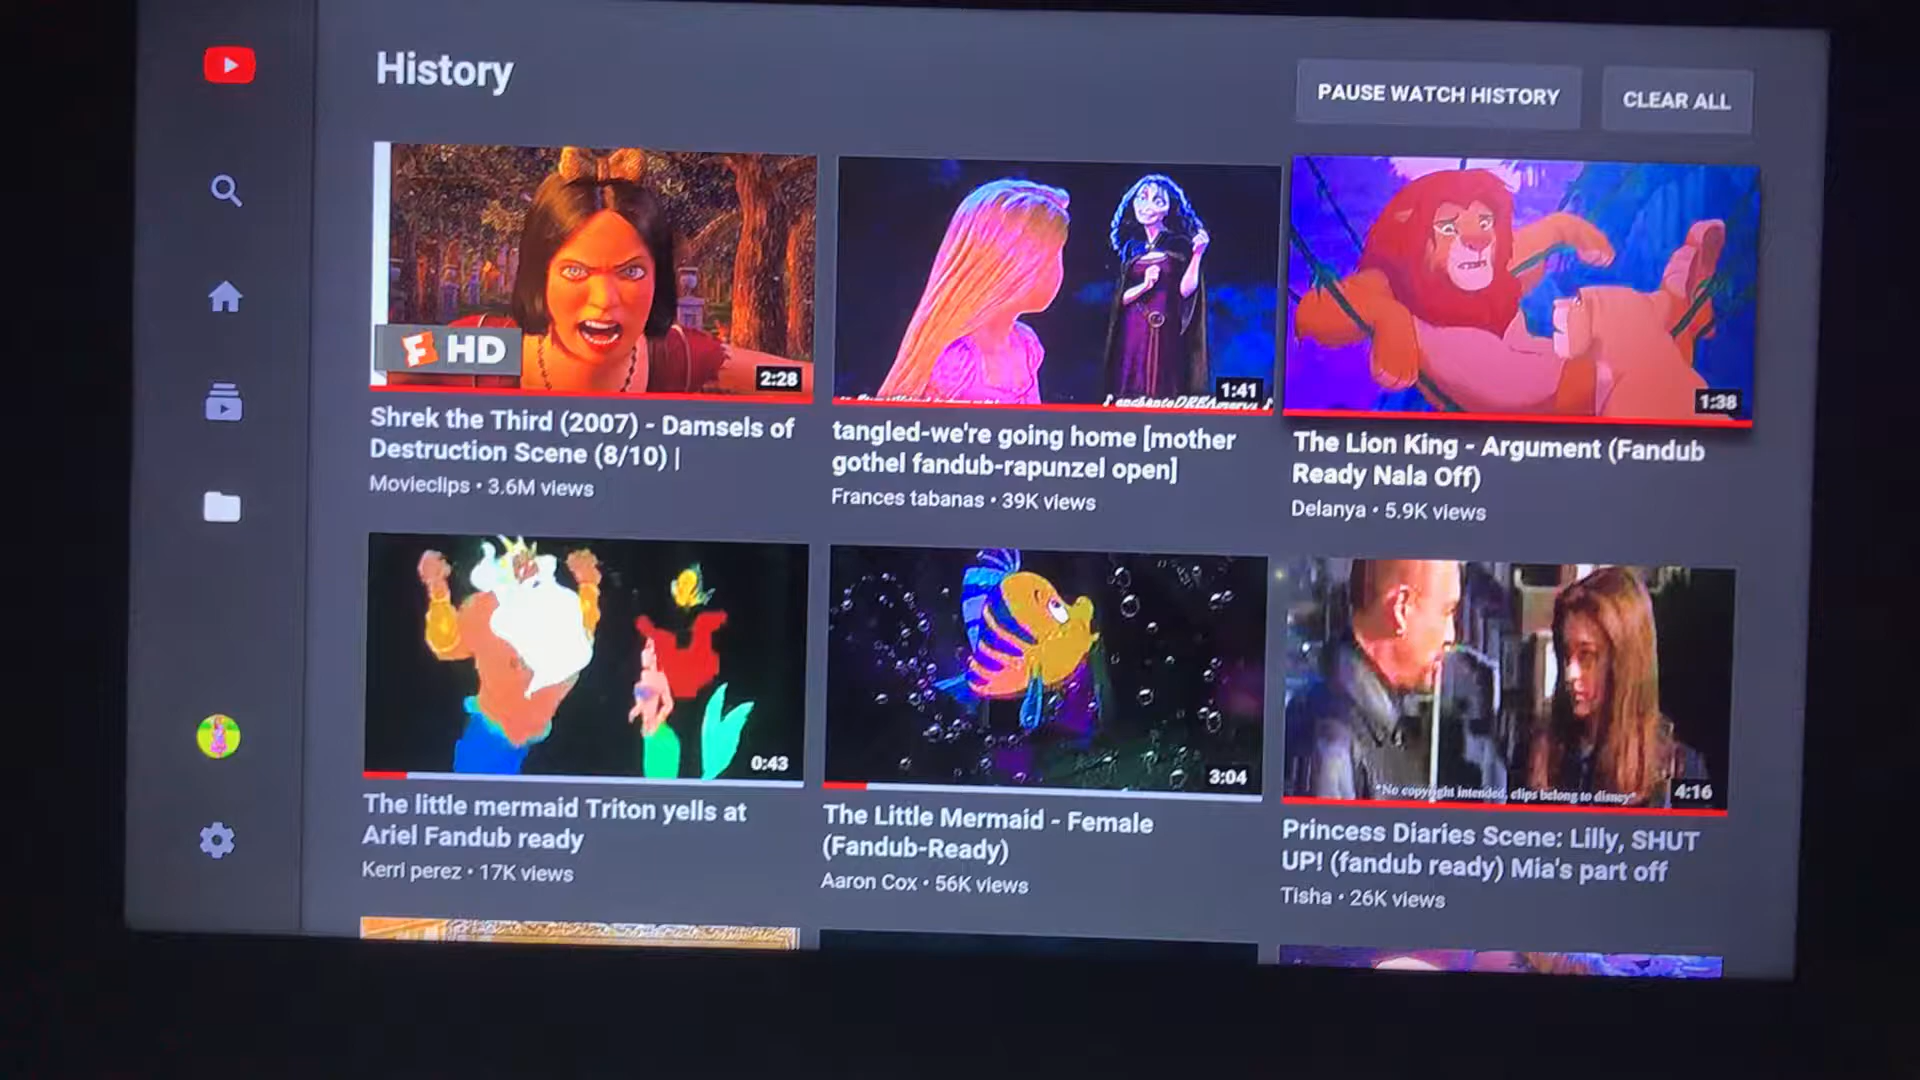 History
PAUSE WATCH HISTORY
CLEAR ALL
HD
2:28
1:41
1:38
Shrek the Third (2007) - Damsels of
Destruction Scene (8/10) |
Movieclips • 3.6M views
tangled-we're going home [mother
gothel fandub-rapunzel open]
Frances tabanas • 39K views
The Lion King - Argument (Fandub
Ready Nala Off)
Delanya • 5.9K views
0:43
3:04
*No copyright intended, clips belong to disney*
4:16
The little mermaid Triton yells at
Ariel Fandub ready
Kerri perez • 17K views
The Little Mermaid - Female
(Fandub-Ready)
Aaron Cox • 56K views
Princess Diaries Scene: Lilly, SHUT
UP! (fandub ready) Mia's part off
Tisha • 26K views